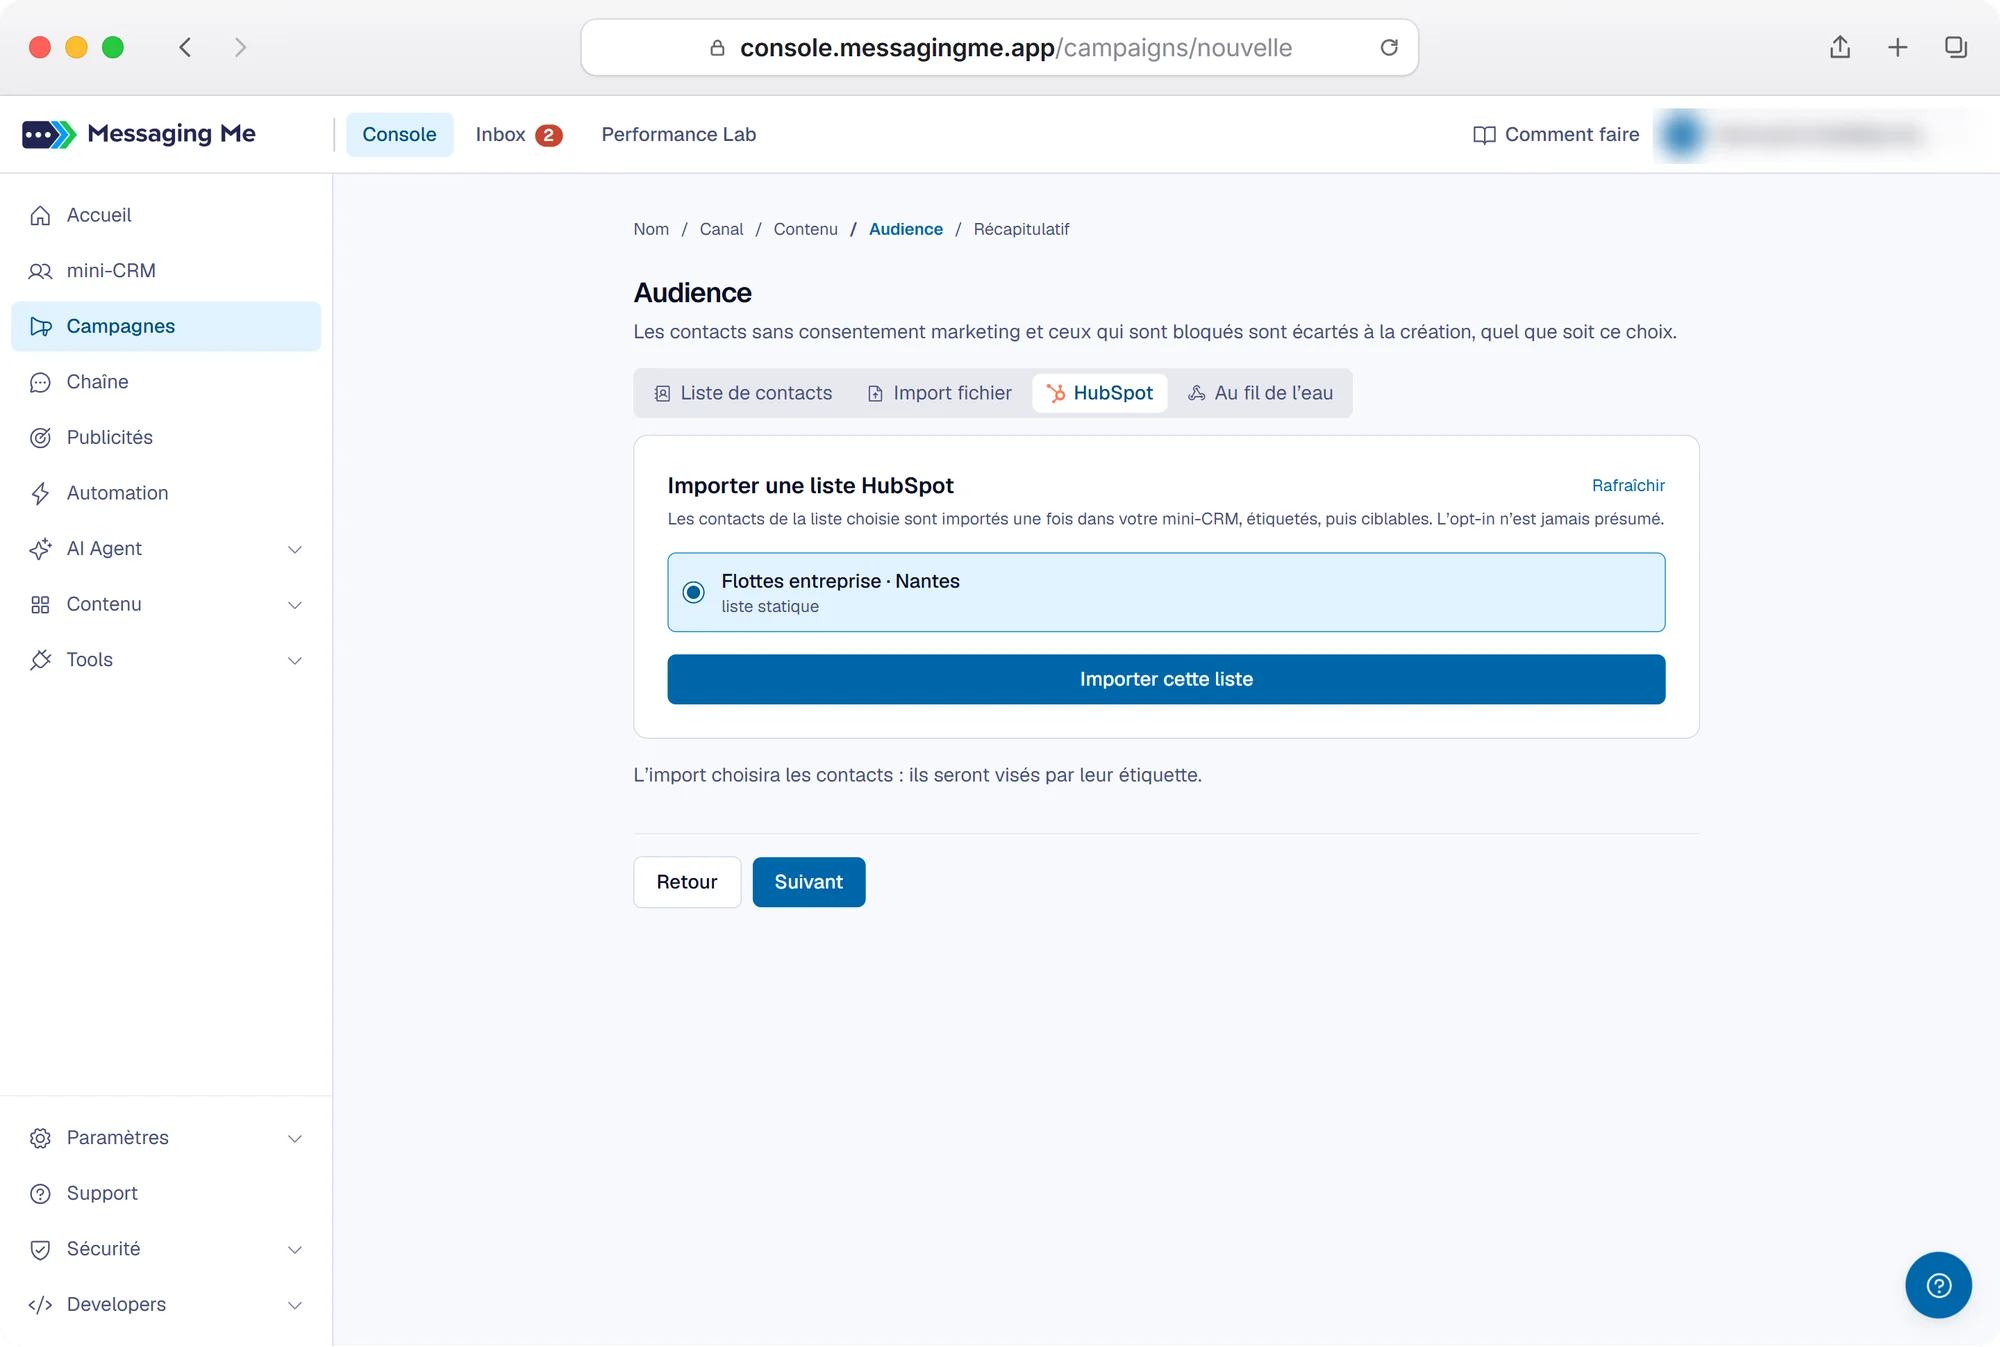 console.messagingme.app/campaigns/nouvelle
Messaging Me
Console
Inbox 2
Performance Lab
Comment faire
Accueil
mini-CRM
Campagnes
Chaîne
Publicités
Automation
AI Agent
Contenu
Tools
Paramètres
Support
Sécurité
Developers
Nom / Canal / Contenu / Audience / Récapitulatif
Audience
Les contacts sans consentement marketing et ceux qui sont bloqués sont écartés à la création, quel que soit ce choix.
Liste de contacts
Import fichier
HubSpot
Au fil de l’eau
Importer une liste HubSpot
Rafraîchir
Les contacts de la liste choisie sont importés une fois dans votre mini-CRM, étiquetés, puis ciblables. L’opt-in n’est jamais présumé.
Flottes entreprise · Nantes
liste statique
Importer cette liste
L’import choisira les contacts : ils seront visés par leur étiquette.
Retour
Suivant